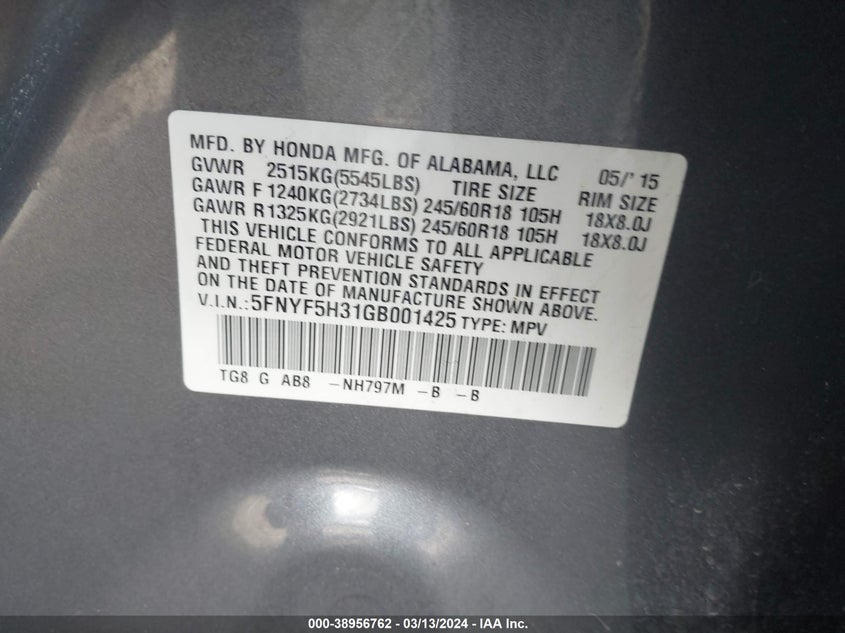 MFD. BY HONDA MFG. OF ALABAMA, LLC 05/' 15
GVWR 2515KG(5545LBS) TIRE SIZE RIM SIZE
GAWR F 1240KG(2734LBS) 245/60R18 105H 18X8.0J
GAWR R 1325KG(2921LBS) 245/60R18 105H 18X8.0J
THIS VEHICLE CONFORMS TO ALL APPLICABLE
FEDERAL MOTOR VEHICLE SAFETY
AND THEFT PREVENTION STANDARDS IN EFFECT
ON THE DATE OF MANUFACTURE SHOWN ABOVE.
V.I.N.: 5FNYF5H31GB001425 TYPE: MPV
TG8 G AB8 -NH797M -B -B
000-38956762 / 03/13/2024 - IAA Inc.